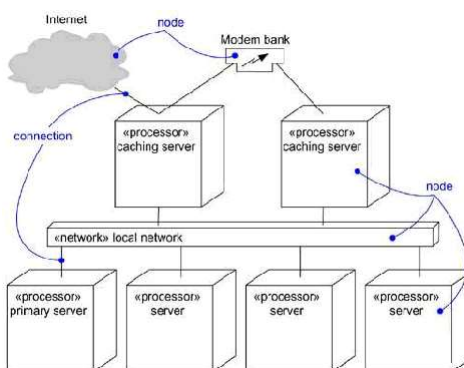 Internet
node
Modem bank
connection
«processor»
caching server
«processor»
caching server
node
«network» local network
«processor»
primary server
«processor»
server
«processor»
server
«processor»
server